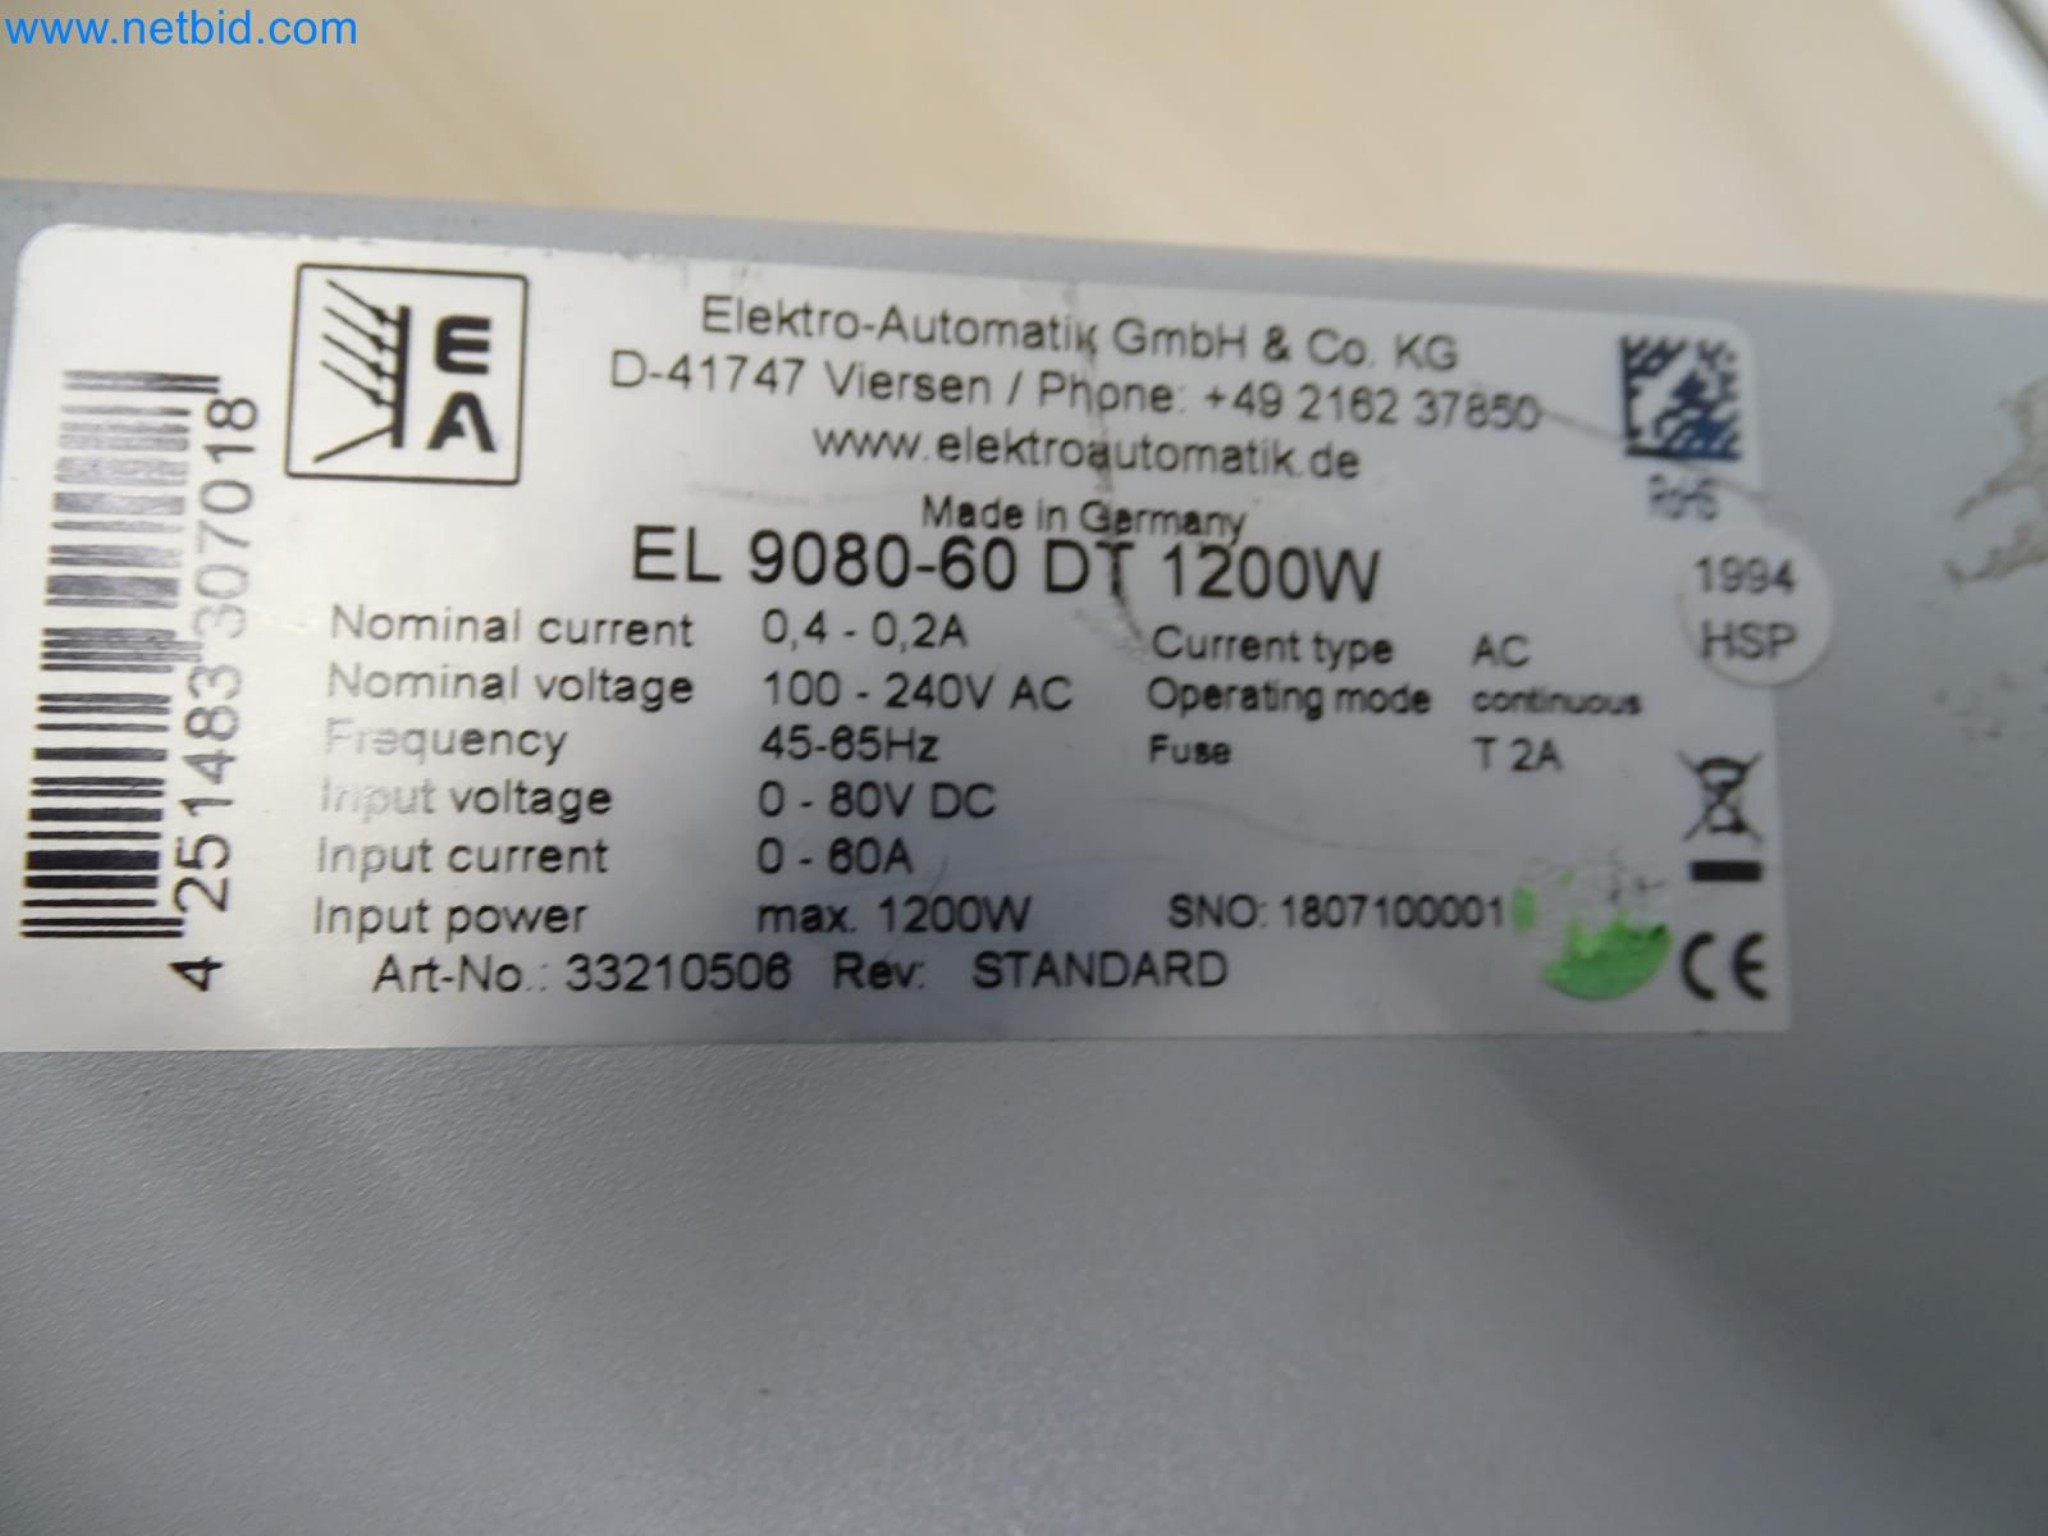 www.netbid.com
EA
Elektro-Automatik GmbH & Co. KG
D-41747 Viersen / Phone: +49 2162 37850
www.elektroautomatik.de
Made in Germany
EL 9080-60 DT 1200W
RoHS
1994
HSP
Nominal current 0,4 - 0,2A Current type AC
Nominal voltage 100 - 240V AC Operating mode continuous
Frequency 45-65Hz Fuse T 2A
Input voltage 0 - 80V DC
Input current 0 - 60A
Input power max. 1200W SNO: 1807100001
Art-No.: 33210506 Rev: STANDARD
CE
4 251483 307018